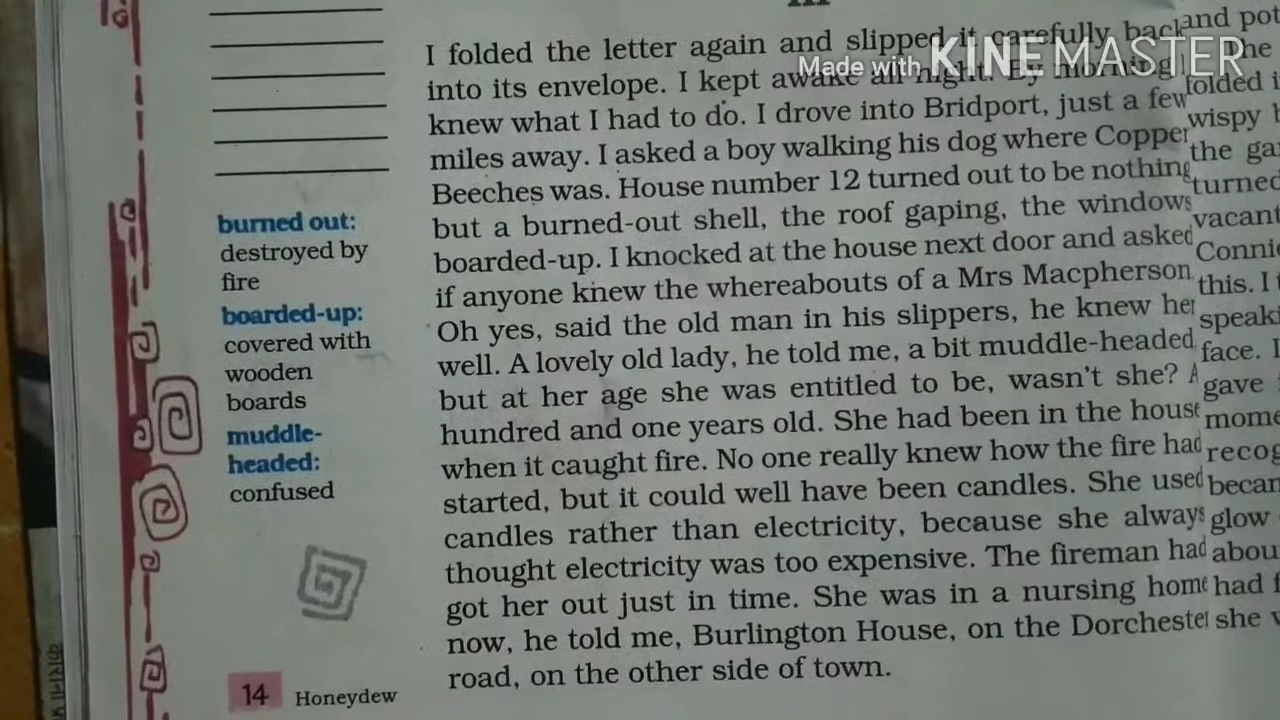 burned out:
destroyed by
fire
boarded-up:
covered with
wooden
boards
muddle-
headed:
confused
14 Honeydew
III
I folded the letter again and slipped it carefully back
into its envelope. I kept awake all night. By morning I
knew what I had to do. I drove into Bridport, just a few
miles away. I asked a boy walking his dog where Copper
Beeches was. House number 12 turned out to be nothing
but a burned-out shell, the roof gaping, the windows
boarded-up. I knocked at the house next door and asked
if anyone knew the whereabouts of a Mrs Macpherson
Oh yes, said the old man in his slippers, he knew her
well. A lovely old lady, he told me, a bit muddle-headed
but at her age she was entitled to be, wasn't she? A
hundred and one years old. She had been in the house
when it caught fire. No one really knew how the fire had
started, but it could well have been candles. She used
candles rather than electricity, because she always
thought electricity was too expensive. The fireman had
got her out just in time. She was in a nursing home
now, he told me, Burlington House, on the Dorchester
road, on the other side of town.
Made with KINEMASTER
and pot
The
folded i
wispy
the ga
turned
vacant
Connie
this. I
speaki
face. I
gave
mome
recog
becam
glow
abou
had f
she